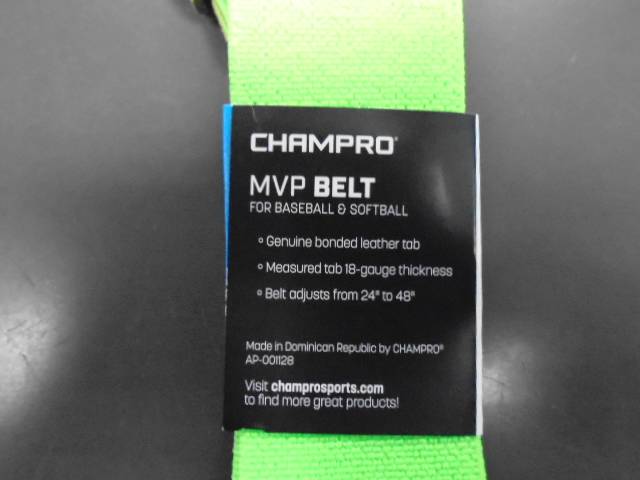 CHAMPRO®
MVP BELT
FOR BASEBALL & SOFTBALL
° Genuine bonded leather tab
° Measured tab 18-gauge thickness
° Belt adjusts from 24" to 48"
Made in Dominican Republic by CHAMPRO®
AP-001128
Visit champrosports.com
to find more great products!